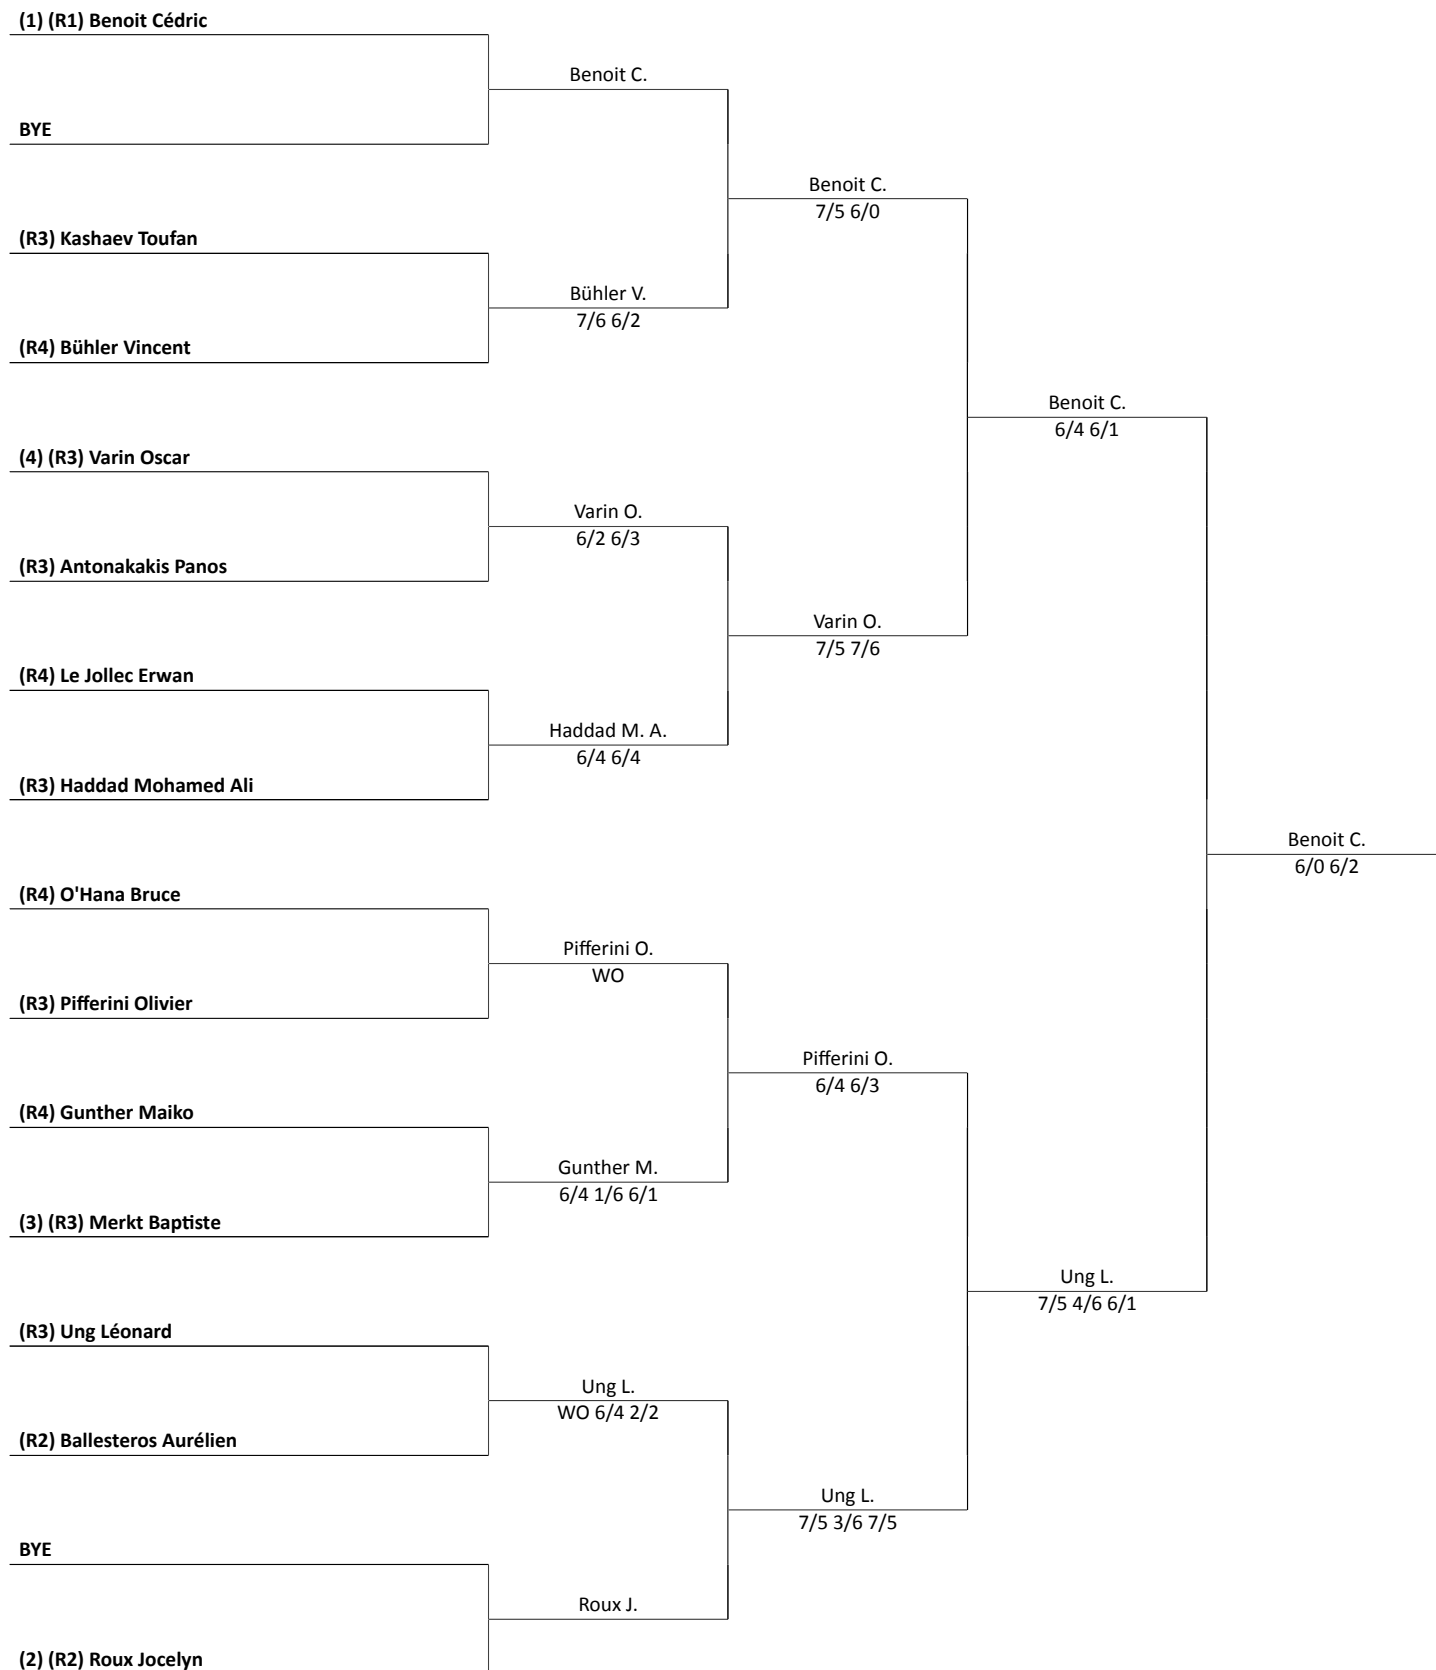 (1) (R1) Benoit Cédric
Benoit C.
BYE
Benoit C.
7/5 6/0
(R3) Kashaev Toufan
Bühler V.
7/6 6/2
(R4) Bühler Vincent
Benoit C.
6/4 6/1
(4) (R3) Varin Oscar
Varin O.
6/2 6/3
(R3) Antonakakis Panos
Varin O.
7/5 7/6
(R4) Le Jollec Erwan
Haddad M. A.
6/4 6/4
(R3) Haddad Mohamed Ali
Benoit C.
6/0 6/2
(R4) O'Hana Bruce
Pifferini O.
WO
(R3) Pifferini Olivier
Pifferini O.
6/4 6/3
(R4) Gunther Maiko
Gunther M.
6/4 1/6 6/1
(3) (R3) Merkt Baptiste
Ung L.
7/5 4/6 6/1
(R3) Ung Léonard
Ung L.
WO 6/4 2/2
(R2) Ballesteros Aurélien
Ung L.
7/5 3/6 7/5
BYE
Roux J.
(2) (R2) Roux Jocelyn